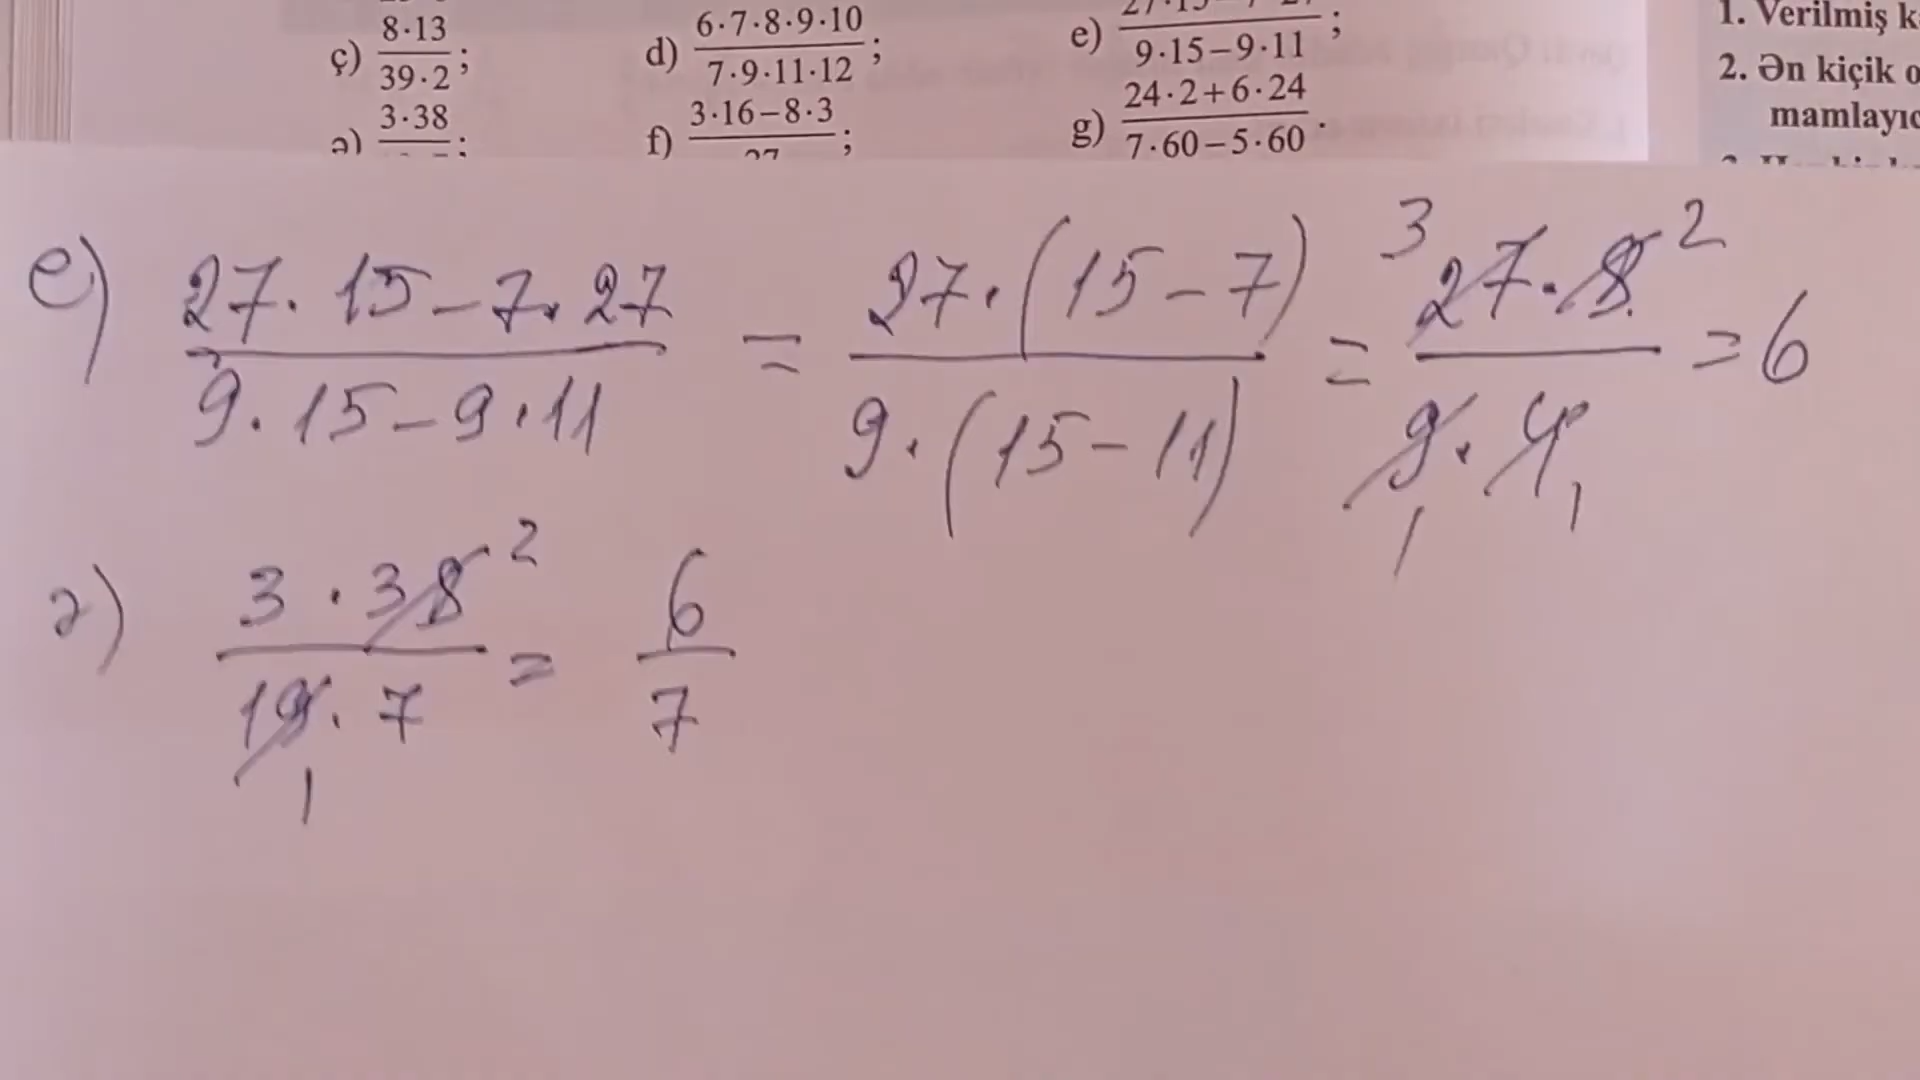 ç) 8·13 / 39·2 ;
d) 6·7·8·9·10 / 7·9·11·12 ;
e) / 9·15–9·11 ;
ə) 3·38 / ;
f) 3·16–8·3 / 27 ;
g) 24·2+6·24 / 7·60–5·60 .
1. Verilmiş
2. Ən kiçik
e) 27·15–7·27 / 9·15–9·11 = 27·(15–7) / 9·(15–11) = 3 27·8 2 / 9·4 1 1 = 6
ə) 3·38 2 / 19·7 1 = 6 / 7